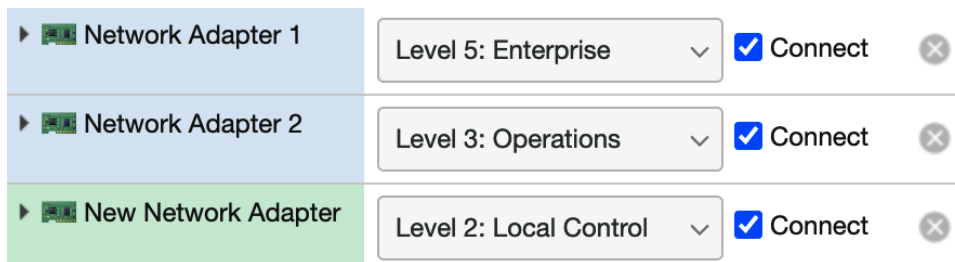 Network Adapter 1
Level 5: Enterprise
Connect
Network Adapter 2
Level 3: Operations
Connect
New Network Adapter
Level 2: Local Control
Connect